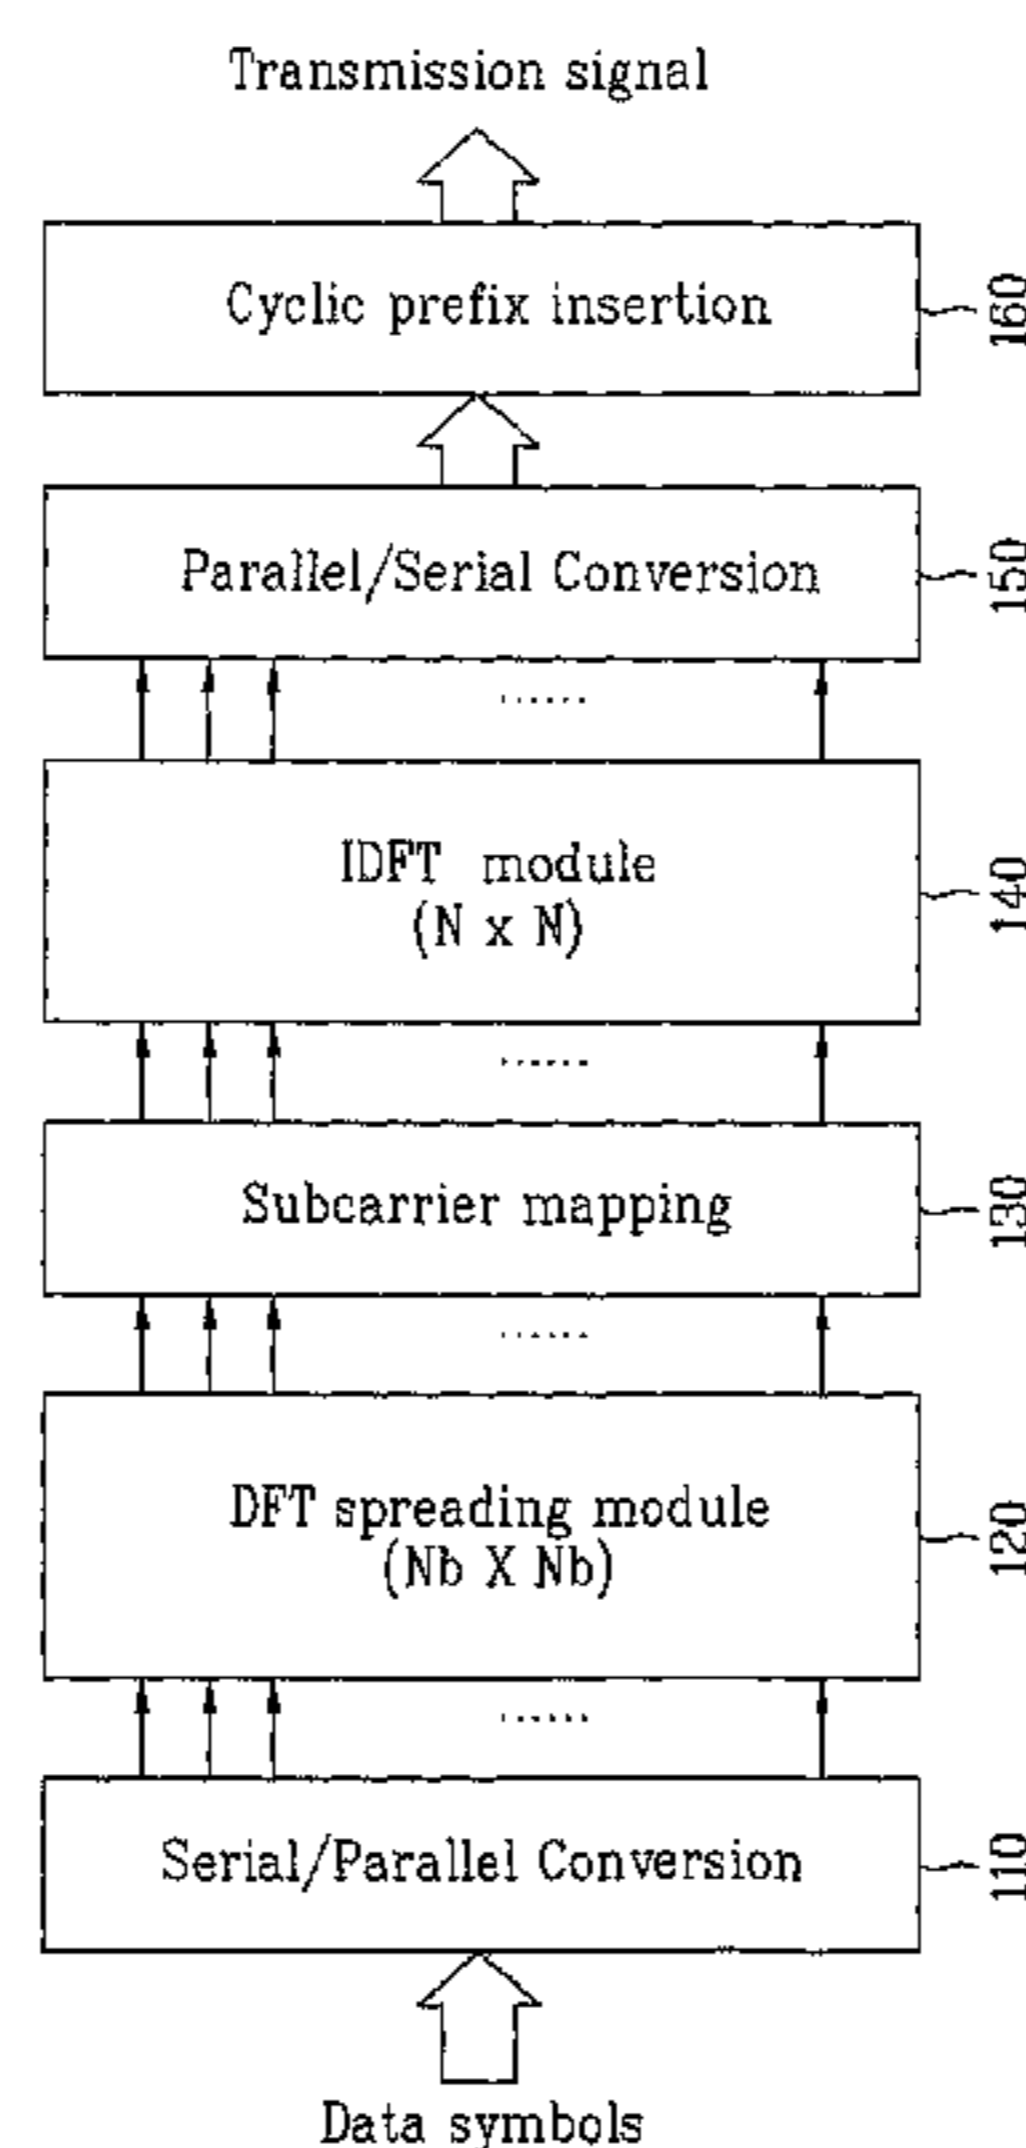 Transmission signal
Cyclic prefix insertion
160
Parallel/Serial Conversion
150
IDFT module
(N x N)
140
Subcarrier mapping
130
DFT spreading module
(Nb X Nb)
120
Serial/Parallel Conversion
110
Data symbols